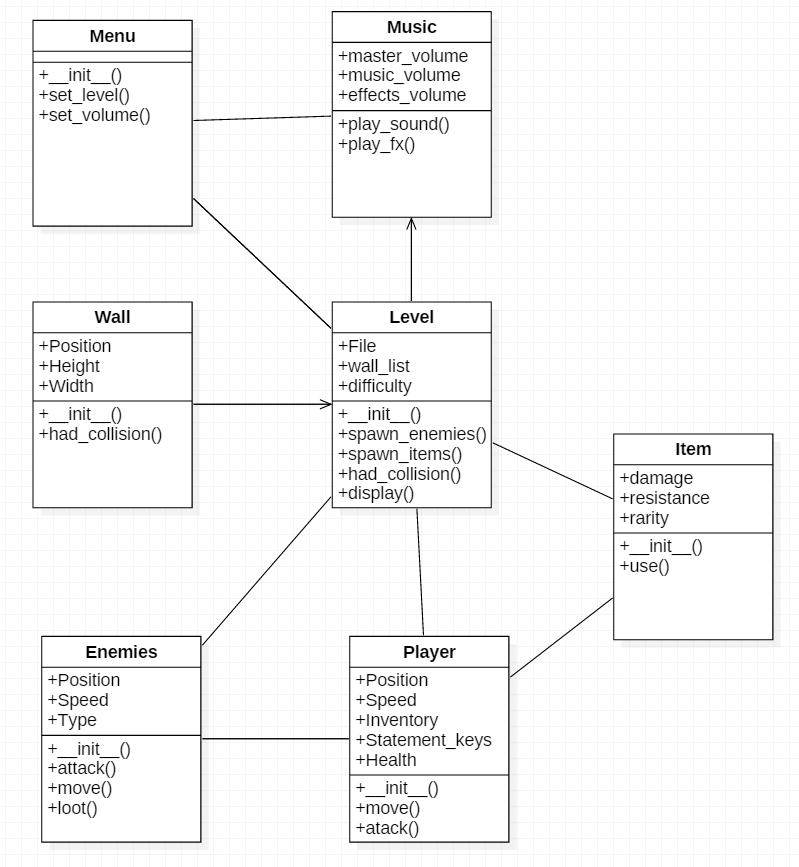 Menu
+__init__()
+set_level()
+set_volume()
Music
+master_volume
+music_volume
+effects_volume
+play_sound()
+play_fx()
Wall
+Position
+Height
+Width
+__init__()
+had_collision()
Level
+File
+wall_list
+difficulty
+__init__()
+spawn_enemies()
+spawn_items()
+had_collision()
+display()
Item
+damage
+resistance
+rarity
+__init__()
+use()
Enemies
+Position
+Speed
+Type
+__init__()
+attack()
+move()
+loot()
Player
+Position
+Speed
+Inventory
+Statement_keys
+Health
+__init__()
+move()
+atack()